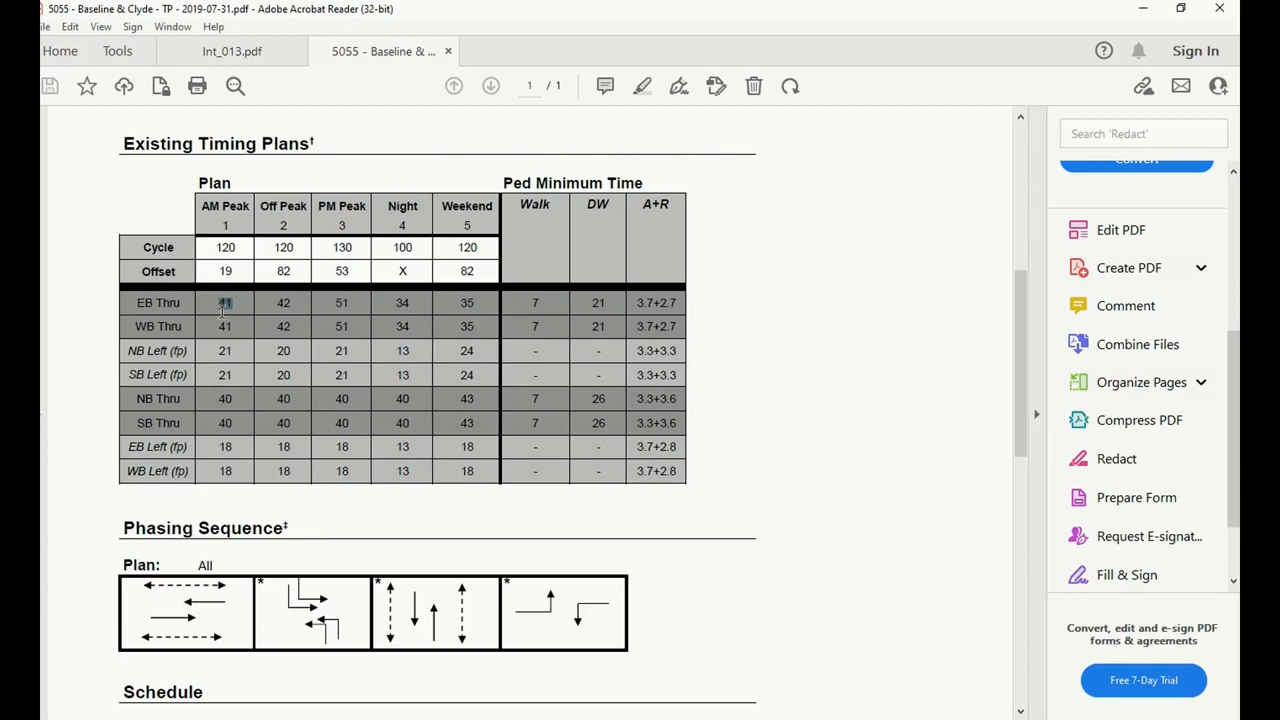 5055 - Baseline & Clyde - TP - 2019-07-31.pdf - Adobe Acrobat Reader (32-bit)
ile Edit View Sign Window Help
Home Tools Int_013.pdf 5055 - Baseline & ... ×
1 / 1
Sign In
Existing Timing Plans†
Plan Ped Minimum Time
AM Peak Off Peak PM Peak Night Weekend Walk DW A+R
1 2 3 4 5
Cycle 120 120 130 100 120
Offset 19 82 53 X 82
EB Thru 41 42 51 34 35 7 21 3.7+2.7
WB Thru 41 42 51 34 35 7 21 3.7+2.7
NB Left (fp) 21 20 21 13 24 - - 3.3+3.3
SB Left (fp) 21 20 21 13 24 - - 3.3+3.3
NB Thru 40 40 40 40 43 7 26 3.3+3.6
SB Thru 40 40 40 40 43 7 26 3.3+3.6
EB Left (fp) 18 18 18 13 18 - - 3.7+2.8
WB Left (fp) 18 18 18 13 18 - - 3.7+2.8
Phasing Sequence‡
Plan: All
* * *
Schedule
Search 'Redact'
Convert
Edit PDF
Create PDF
Comment
Combine Files
Organize Pages
Compress PDF
Redact
Prepare Form
Request E-signat...
Fill & Sign
Convert, edit and e-sign PDF
forms & agreements
Free 7-Day Trial